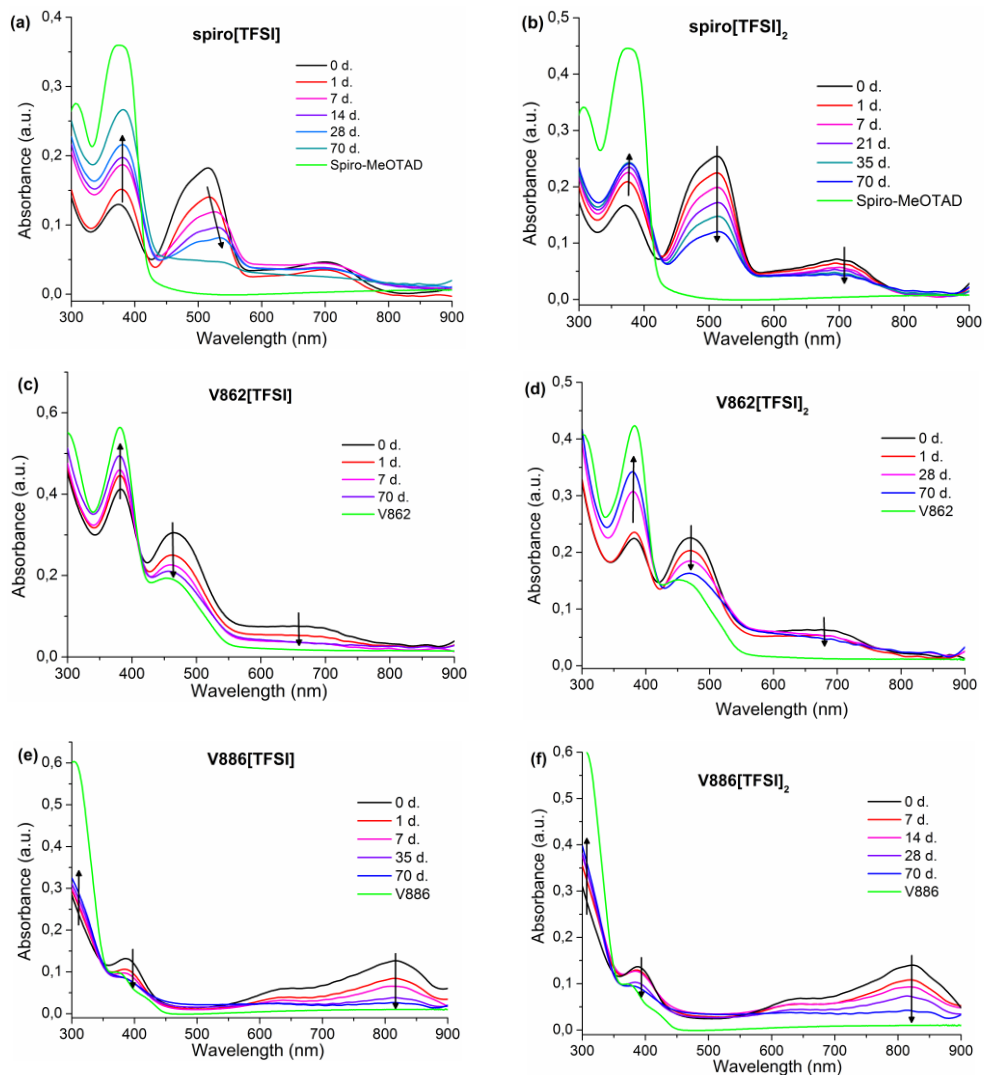 (a)
spiro[TFSI]
0 d.
1 d.
7 d.
14 d.
28 d.
70 d.
Spiro-MeOTAD
Absorbance (a.u.)
0,4
0,3
0,2
0,1
0,0
300 400 500 600 700 800 900
Wavelength (nm)
(b)
spiro[TFSI]₂
0 d.
1 d.
7 d.
21 d.
35 d.
70 d.
Spiro-MeOTAD
Absorbance (a.u.)
0,5
0,4
0,3
0,2
0,1
0,0
300 400 500 600 700 800 900
Wavelength (nm)
(c)
V862[TFSI]
0 d.
1 d.
7 d.
70 d.
V862
Absorbance (a.u.)
0,6
0,4
0,2
0,0
300 400 500 600 700 800 900
Wavelength (nm)
(d)
V862[TFSI]₂
0 d.
1 d.
28 d.
70 d.
V862
Absorbance (a.u.)
0,5
0,4
0,3
0,2
0,1
0,0
300 400 500 600 700 800 900
Wavelength (nm)
(e)
V886[TFSI]
0 d.
1 d.
7 d.
35 d.
70 d.
V886
Absorbance (a.u.)
0,6
0,5
0,4
0,3
0,2
0,1
0,0
300 400 500 600 700 800 900
Wavelength (nm)
(f)
V886[TFSI]₂
0 d.
7 d.
14 d.
28 d.
70 d.
V886
Absorbance (a.u.)
0,6
0,5
0,4
0,3
0,2
0,1
0,0
300 400 500 600 700 800 900
Wavelength (nm)